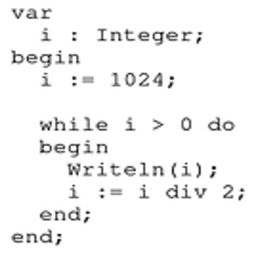 var
  i : Integer;
begin
  i := 1024;

  while i > 0 do
  begin
    Writeln(i);
    i := i div 2;
  end;
end;